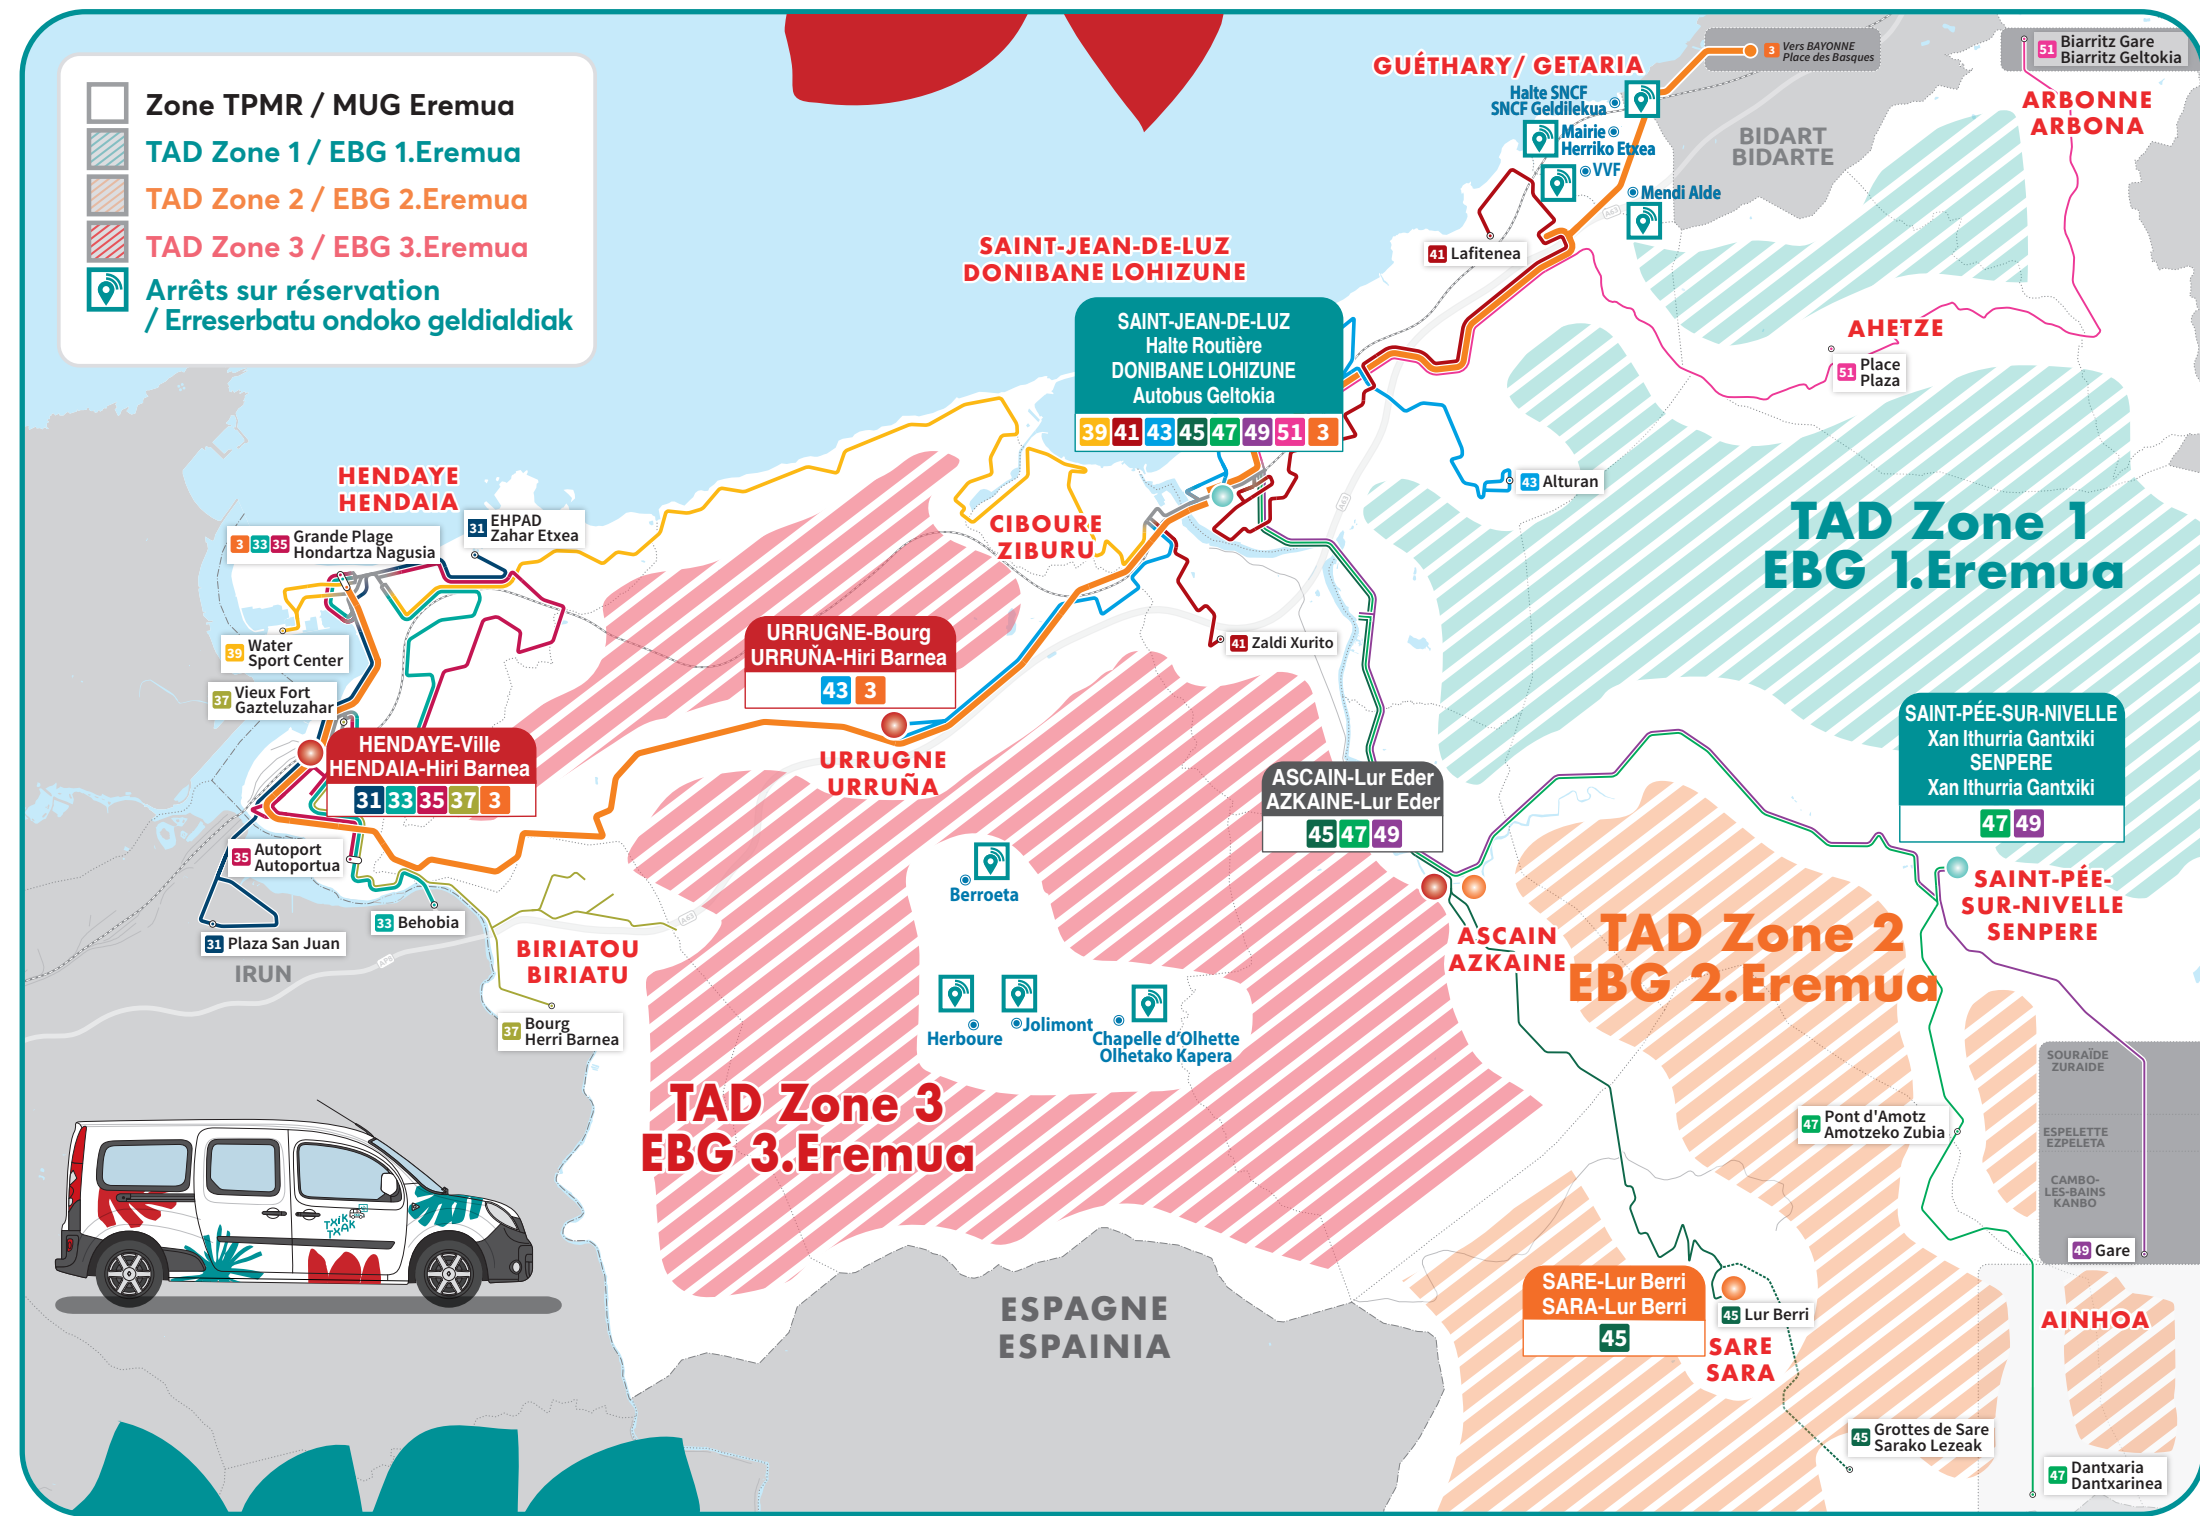 Zone TPMR / MUG Eremua
TAD Zone 1 / EBG 1.Eremua
TAD Zone 2 / EBG 2.Eremua
TAD Zone 3 / EBG 3.Eremua
Arrêts sur réservation
/ Erreserbatu ondoko geldialdiak
GUÉTHARY/ GETARIA
3 Vers BAYONNE
Place des Basques
51 Biarritz Gare
Biarritz Geltokia
ARBONNE
ARBONA
Halte SNCF
SNCF Geldilekua
Mairie
Herriko Etxea
VVF
Mendi Alde
BIDART
BIDARTE
A63
41 Lafitenea
SAINT-JEAN-DE-LUZ
DONIBANE LOHIZUNE
SAINT-JEAN-DE-LUZ
Halte Routière
DONIBANE LOHIZUNE
Autobus Geltokia
39 41 43 45 47 49 51 3
AHETZE
51 Place
Plaza
43 Alturan
A63
TAD Zone 1
EBG 1.Eremua
HENDAYE
HENDAIA
31 EHPAD
Zahar Etxea
3 33 35 Grande Plage
Hondartza Nagusia
CIBOURE
ZIBURU
39 Water
Sport Center
37 Vieux Fort
Gazteluzahar
41 Zaldi Xurito
URRUGNE-Bourg
URRUÑA-Hiri Barnea
43 3
URRUGNE
URRUÑA
HENDAYE-Ville
HENDAIA-Hiri Barnea
31 33 35 37 3
ASCAIN-Lur Eder
AZKAINE-Lur Eder
45 47 49
SAINT-PÉE-SUR-NIVELLE
Xan Ithurria Gantxiki
SENPERE
Xan Ithurria Gantxiki
47 49
SAINT-PÉE-
SUR-NIVELLE
SENPERE
35 Autoport
Autoportua
33 Behobia
31 Plaza San Juan
IRUN
AP8
A63
BIRIATOU
BIRIATU
37 Bourg
Herri Barnea
Berroeta
Herboure
Jolimont
Chapelle d'Olhette
Olhetako Kapera
ASCAIN
AZKAINE
TAD Zone 2
EBG 2.Eremua
TAD Zone 3
EBG 3.Eremua
SOURAÏDE
ZURAIDE
ESPELETTE
EZPELETA
CAMBO-
LES-BAINS
KANBO
49 Gare
47 Pont d'Amotz
Amotzeko Zubia
TXIK
TXAK
ESPAGNE
ESPAINIA
SARE-Lur Berri
SARA-Lur Berri
45
45 Lur Berri
SARE
SARA
AINHOA
45 Grottes de Sare
Sarako Lezeak
47 Dantxaria
Dantxarinea